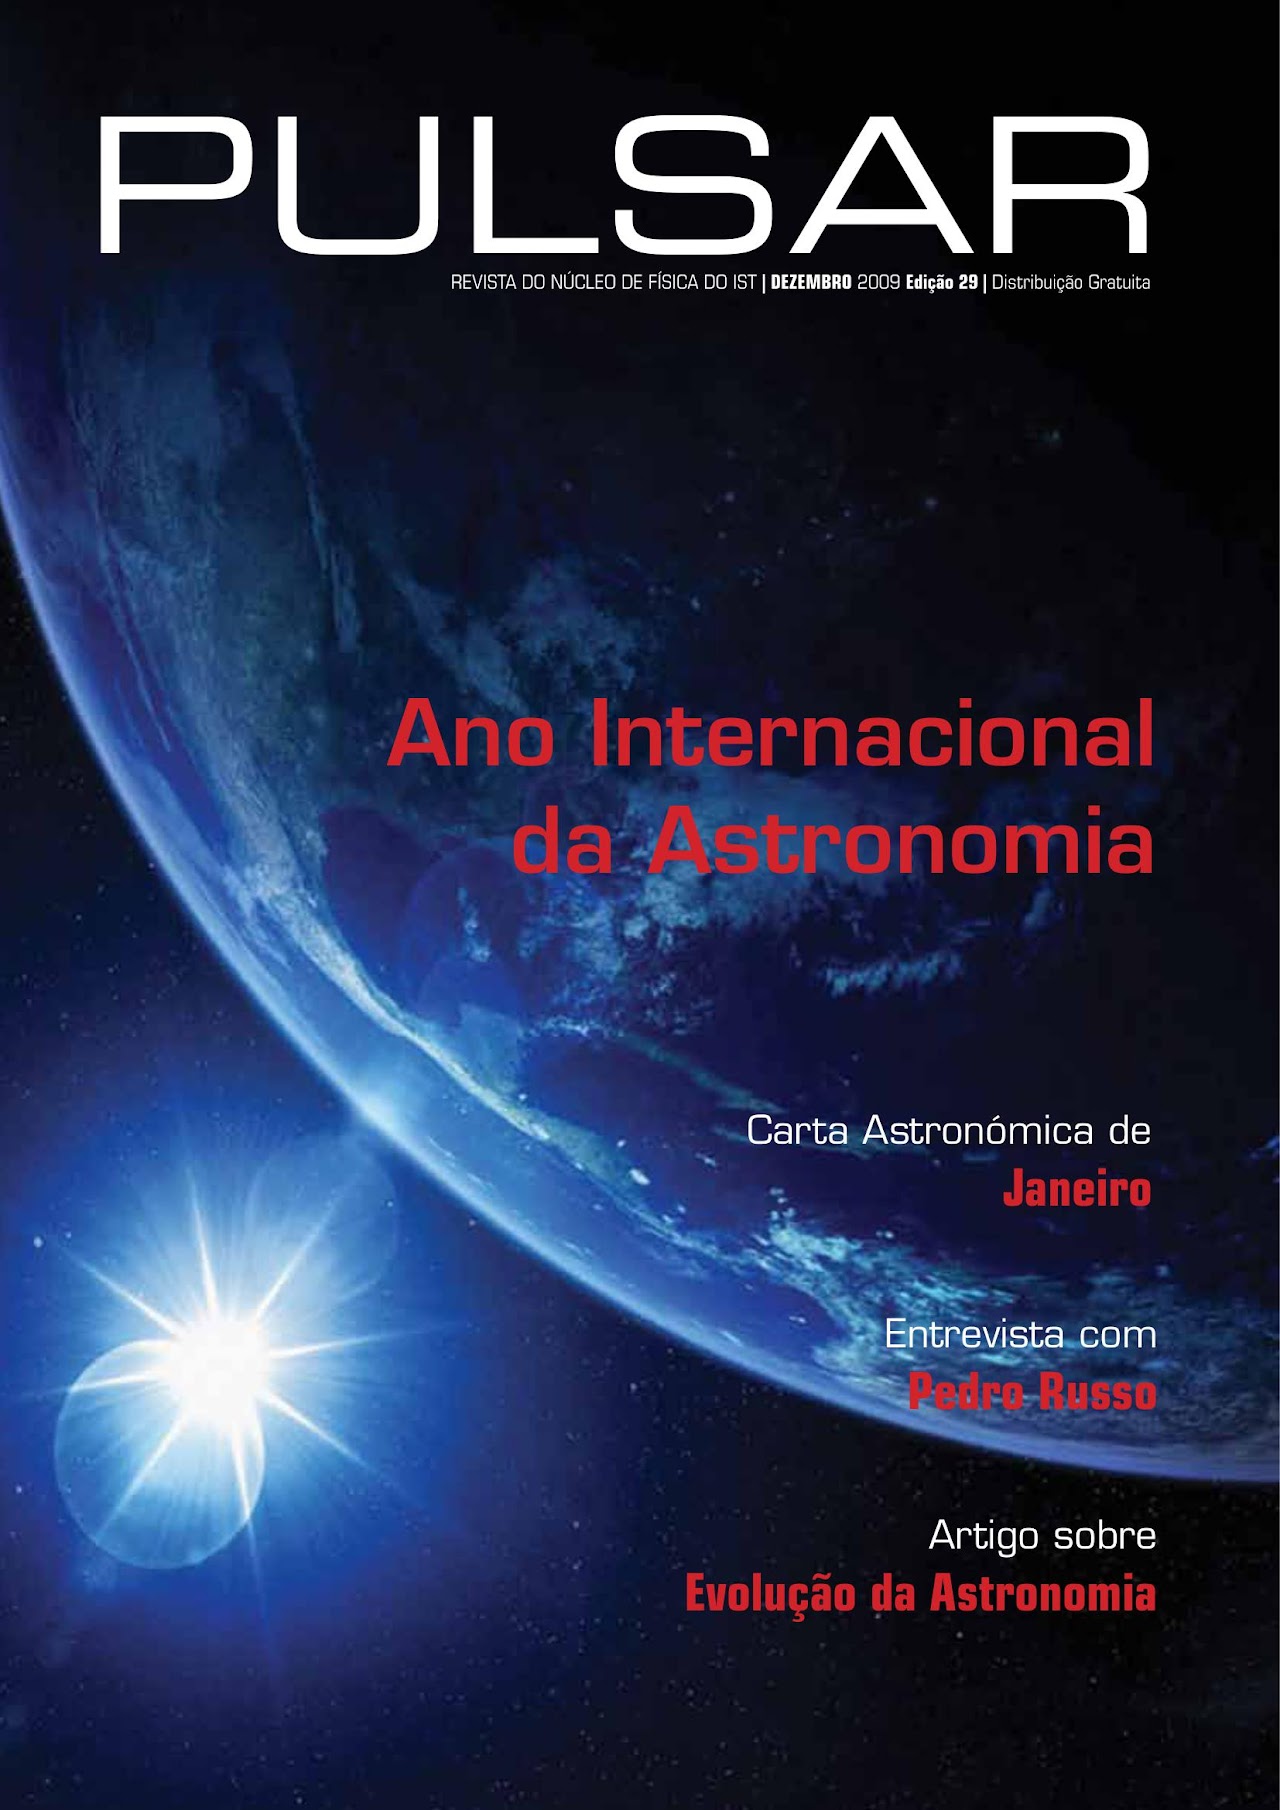 PULSAR
REVISTA DO NÚCLEO DE FÍSICA DO IST | DEZEMBRO 2009 Edição 29 | Distribuição Gratuita
Ano Internacional
da Astronomia
Carta Astronómica de
Janeiro
Entrevista com
Pedro Russo
Artigo sobre
Evolução da Astronomia